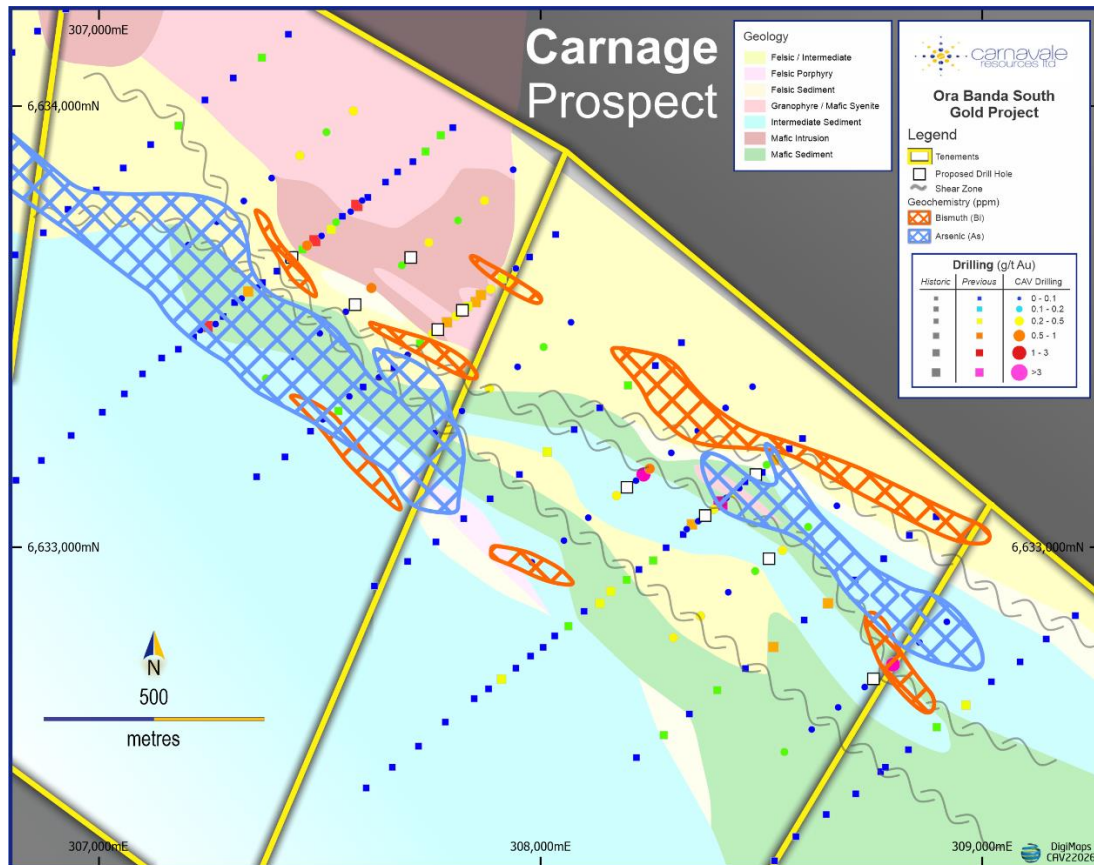 307,000mE
6,634,000mN
Carnage
Prospect
Geology
Felsic / Intermediate
Felsic Porphyry
Felsic Sediment
Granophyre / Mafic Syenite
Intermediate Sediment
Mafic Intrusion
Mafic Sediment
carnavale
resources ltd
Ora Banda South
Gold Project
Legend
Tenements
Proposed Drill Hole
Shear Zone
Geochemistry (ppm)
Bismuth (Bi)
Arsenic (As)
Drilling (g/t Au)
Historic Previous CAV Drilling
0 - 0.1
0.1 - 0.2
0.2 - 0.5
0.5 - 1
1 - 3
>3
6,633,000mN
6,633,000mN
N
500
metres
307,000mE
308,000mE
309,000mE
DigiMaps
CAV22026